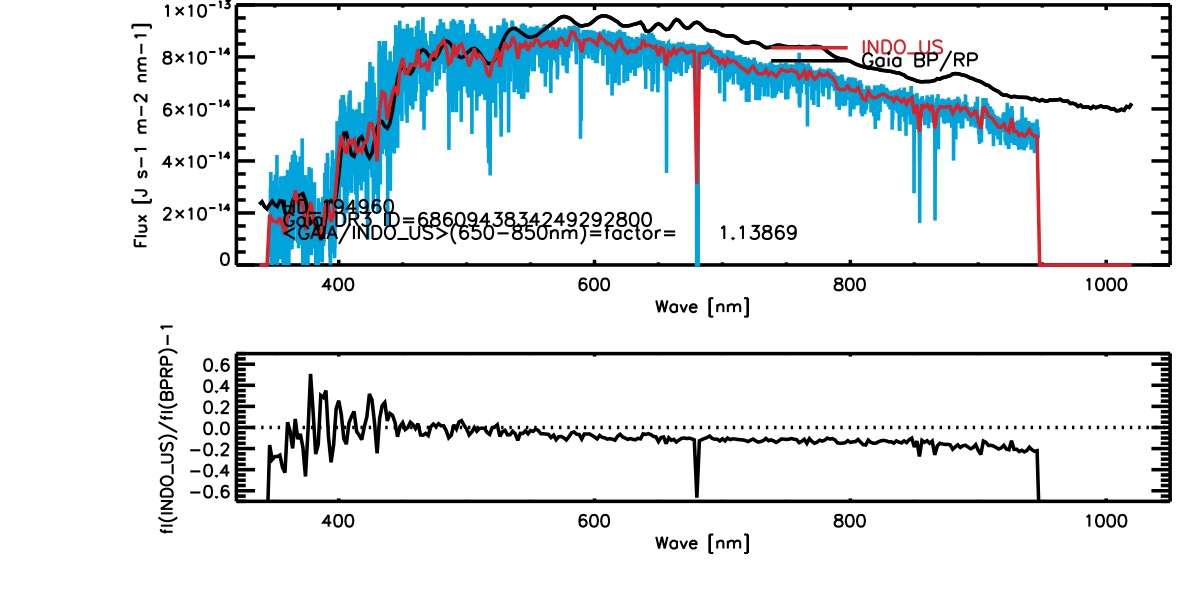 1×10−13
8×10−14
6×10−14
4×10−14
2×10−14
0
Flux [J s−1 m−2 nm−1]
INDO_US
Gaia BP/RP
HD_194960
Gaia DR3 ID=6860943834249292800
<GAIA/INDO_US>(650−850nm)=factor= 1.13869
400 600 800 1000
Wave [nm]
fl(INDO_US)/fl(BPRP)−1
0.6
0.4
0.2
0.0
−0.2
−0.4
−0.6
400 600 800 1000
Wave [nm]